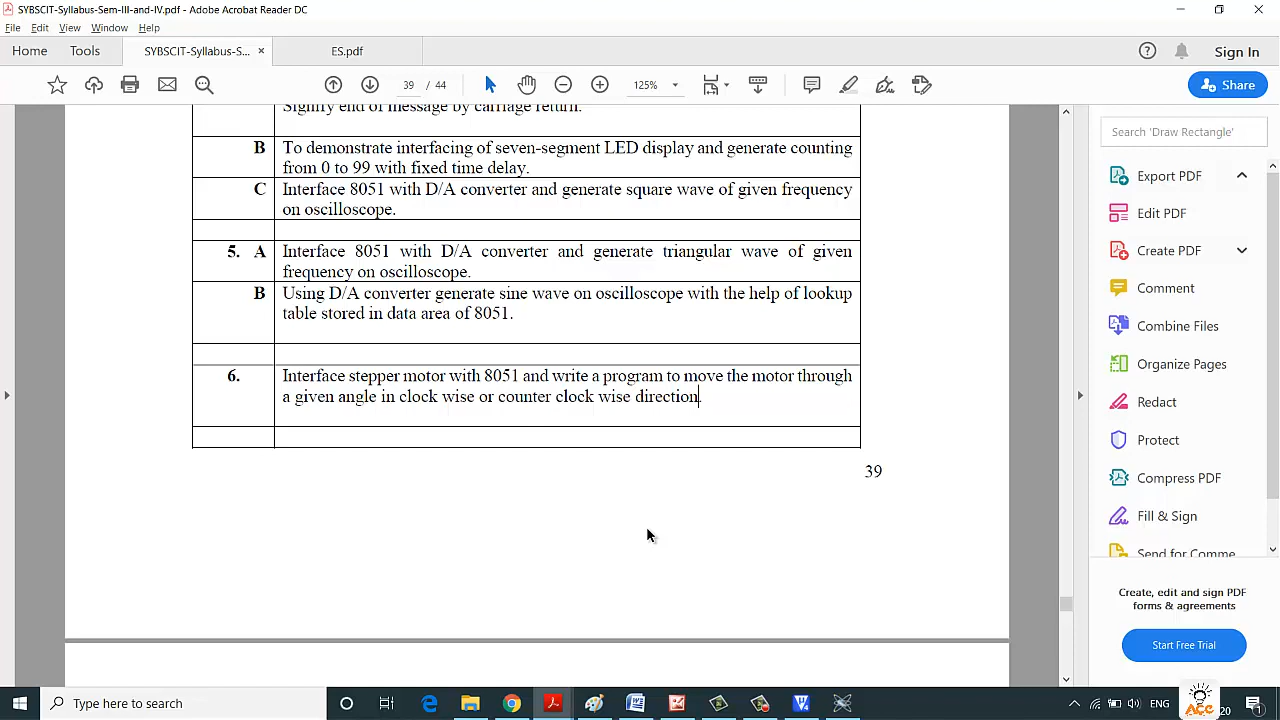 SYBSCIT-Syllabus-Sem-III-and-IV.pdf - Adobe Acrobat Reader DC
File Edit View Window Help
Home Tools SYBSCIT-Syllabus-S... × ES.pdf Sign In
39 / 44 125% Share
Signify end of message by carriage return.
B To demonstrate interfacing of seven-segment LED display and generate counting
from 0 to 99 with fixed time delay.
C Interface 8051 with D/A converter and generate square wave of given frequency
on oscilloscope.
5. A Interface 8051 with D/A converter and generate triangular wave of given
frequency on oscilloscope.
B Using D/A converter generate sine wave on oscilloscope with the help of lookup
table stored in data area of 8051.
6. Interface stepper motor with 8051 and write a program to move the motor through
a given angle in clock wise or counter clock wise direction.
39
Search 'Draw Rectangle'
Export PDF
Edit PDF
Create PDF
Comment
Combine Files
Organize Pages
Redact
Protect
Compress PDF
Fill & Sign
Send for Comme
Create, edit and sign PDF
forms & agreements
Start Free Trial
Type here to search
ENG
ACC
20